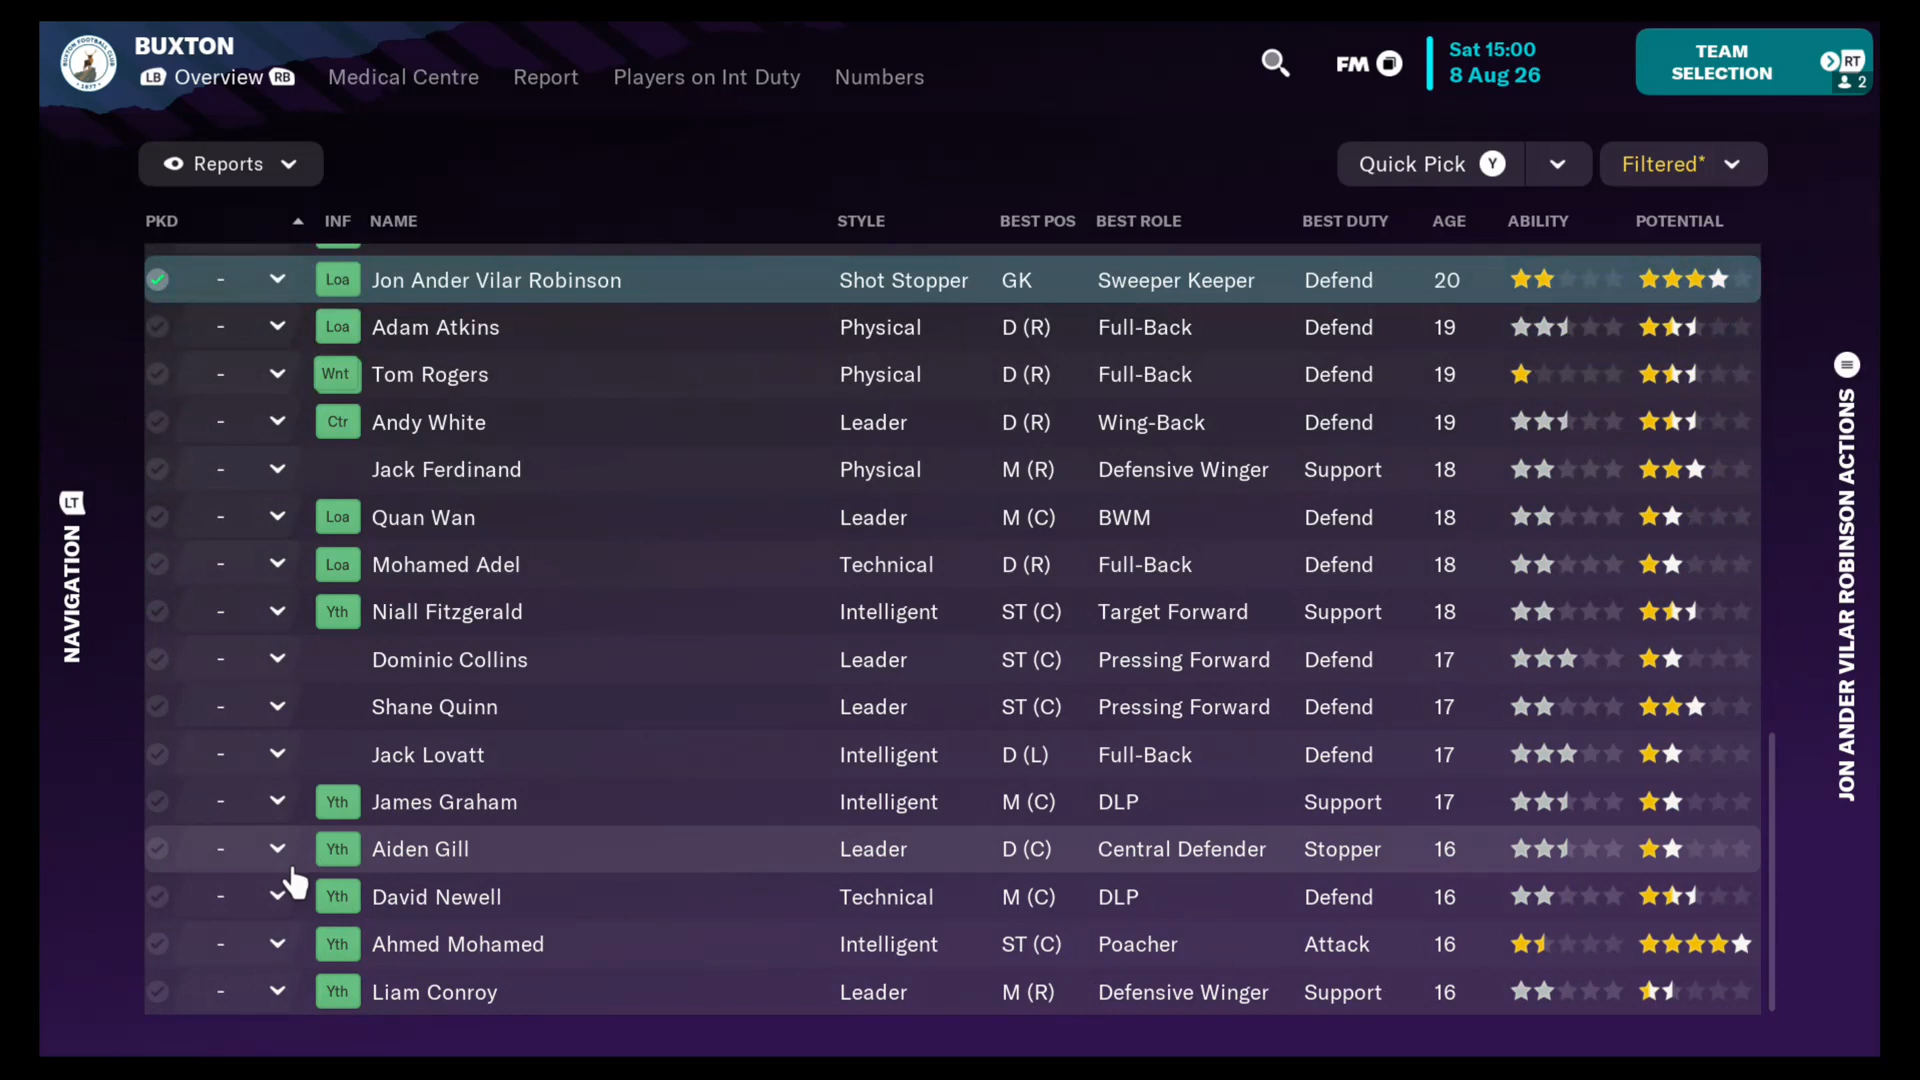 BUXTON
LB Overview RB Medical Centre Report Players on Int Duty Numbers
FM
Sat 15:00
8 Aug 26
TEAM
SELECTION
RT
2
Reports
Quick Pick Y
Filtered*
PKD INF NAME STYLE BEST POS BEST ROLE BEST DUTY AGE ABILITY POTENTIAL
- Loa Jon Ander Vilar Robinson Shot Stopper GK Sweeper Keeper Defend 20
- Loa Adam Atkins Physical D (R) Full-Back Defend 19
- Wnt Tom Rogers Physical D (R) Full-Back Defend 19
- Ctr Andy White Leader D (R) Wing-Back Defend 19
- Jack Ferdinand Physical M (R) Defensive Winger Support 18
- Loa Quan Wan Leader M (C) BWM Defend 18
- Loa Mohamed Adel Technical D (R) Full-Back Defend 18
- Yth Niall Fitzgerald Intelligent ST (C) Target Forward Support 18
- Dominic Collins Leader ST (C) Pressing Forward Defend 17
- Shane Quinn Leader ST (C) Pressing Forward Defend 17
- Jack Lovatt Intelligent D (L) Full-Back Defend 17
- Yth James Graham Intelligent M (C) DLP Support 17
- Yth Aiden Gill Leader D (C) Central Defender Stopper 16
- Yth David Newell Technical M (C) DLP Defend 16
- Yth Ahmed Mohamed Intelligent ST (C) Poacher Attack 16
- Yth Liam Conroy Leader M (R) Defensive Winger Support 16
LT
NAVIGATION
JON ANDER VILAR ROBINSON ACTIONS